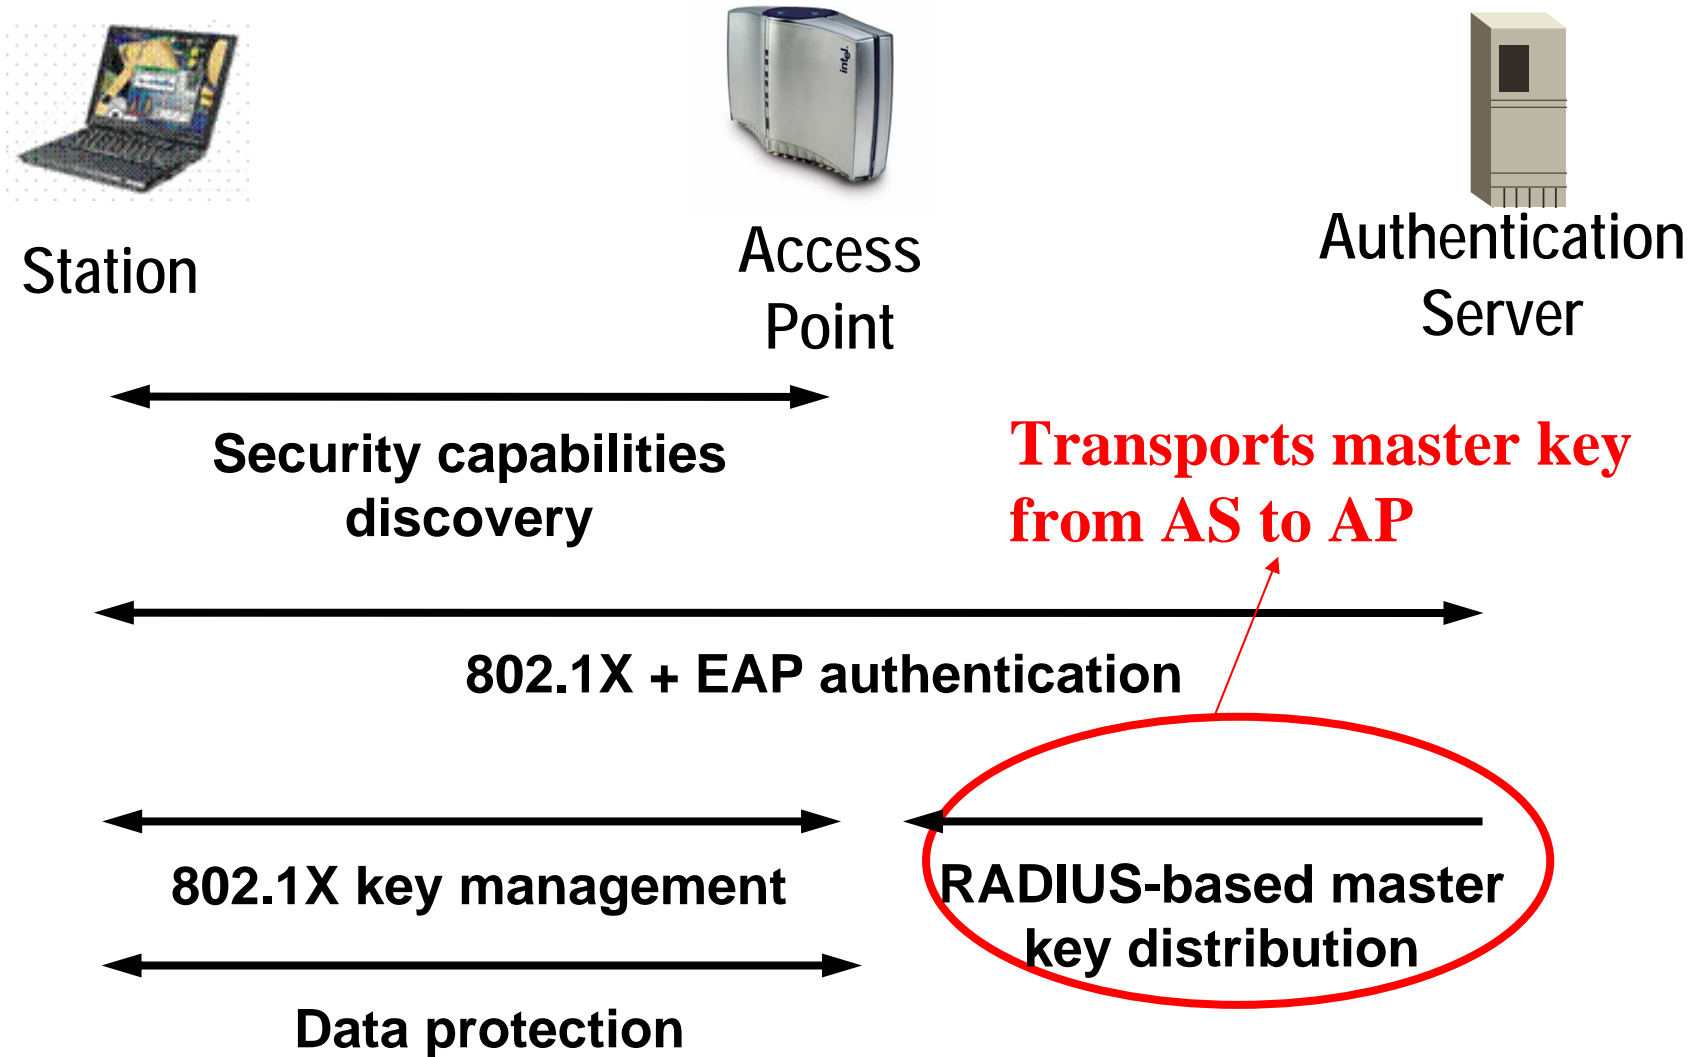 intel.
Station
Access
Point
Authentication
Server
Security capabilities
discovery
Transports master key
from AS to AP
802.1X + EAP authentication
802.1X key management
RADIUS-based master
key distribution
Data protection